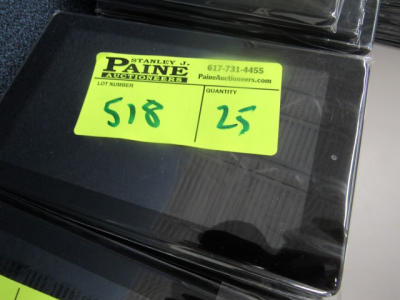 STANLEY J.
PAINE
AUCTIONEERS
617-731-4455
PaineAuctioneers.com
LOT NUMBER
518
QUANTITY
25